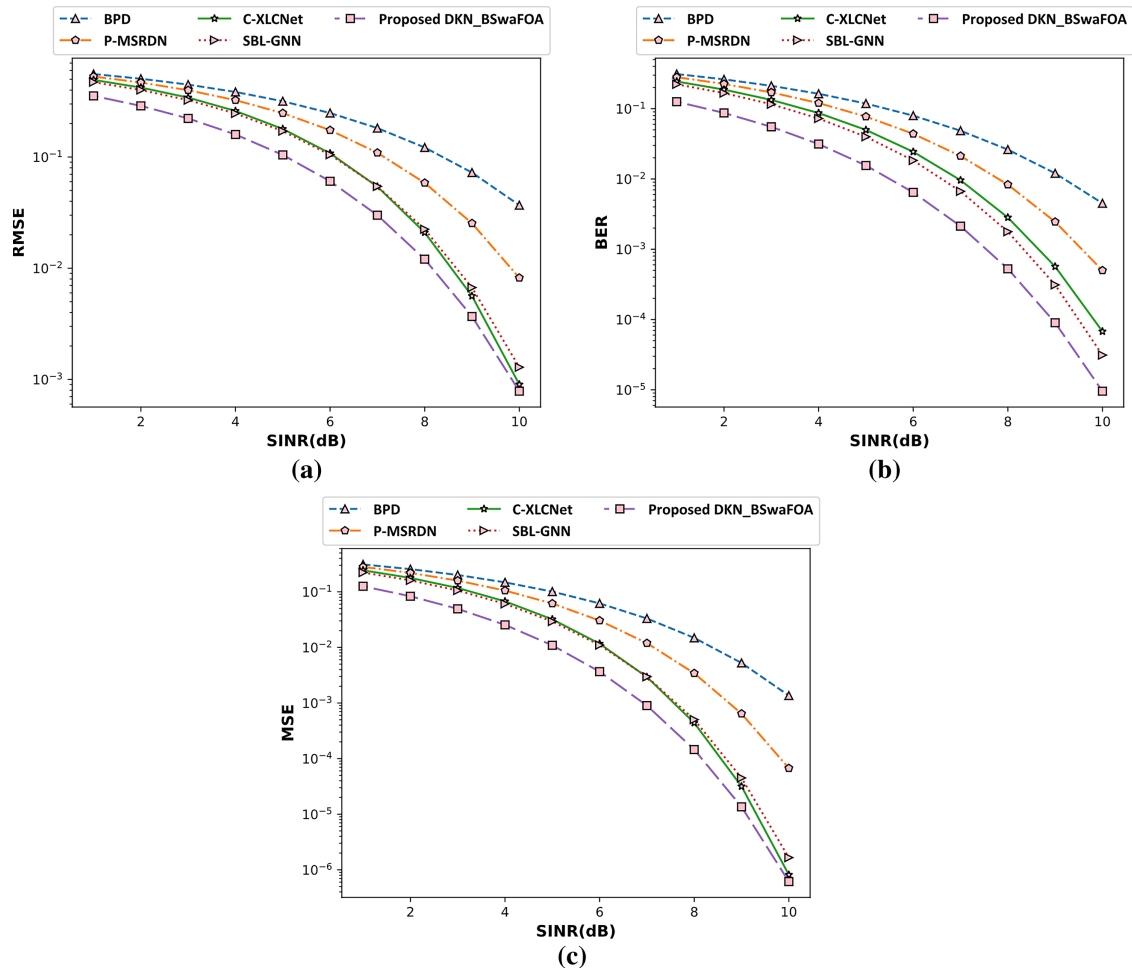 BPD C-XLCNet Proposed DKN_BSwaFOA
P-MSRDN SBL-GNN
RMSE
10⁻¹
10⁻²
10⁻³
2 4 6 8 10
SINR(dB)
(a)
BPD C-XLCNet Proposed DKN_BSwaFOA
P-MSRDN SBL-GNN
BER
10⁻¹
10⁻²
10⁻³
10⁻⁴
10⁻⁵
2 4 6 8 10
SINR(dB)
(b)
BPD C-XLCNet Proposed DKN_BSwaFOA
P-MSRDN SBL-GNN
MSE
10⁻¹
10⁻²
10⁻³
10⁻⁴
10⁻⁵
10⁻⁶
2 4 6 8 10
SINR(dB)
(c)